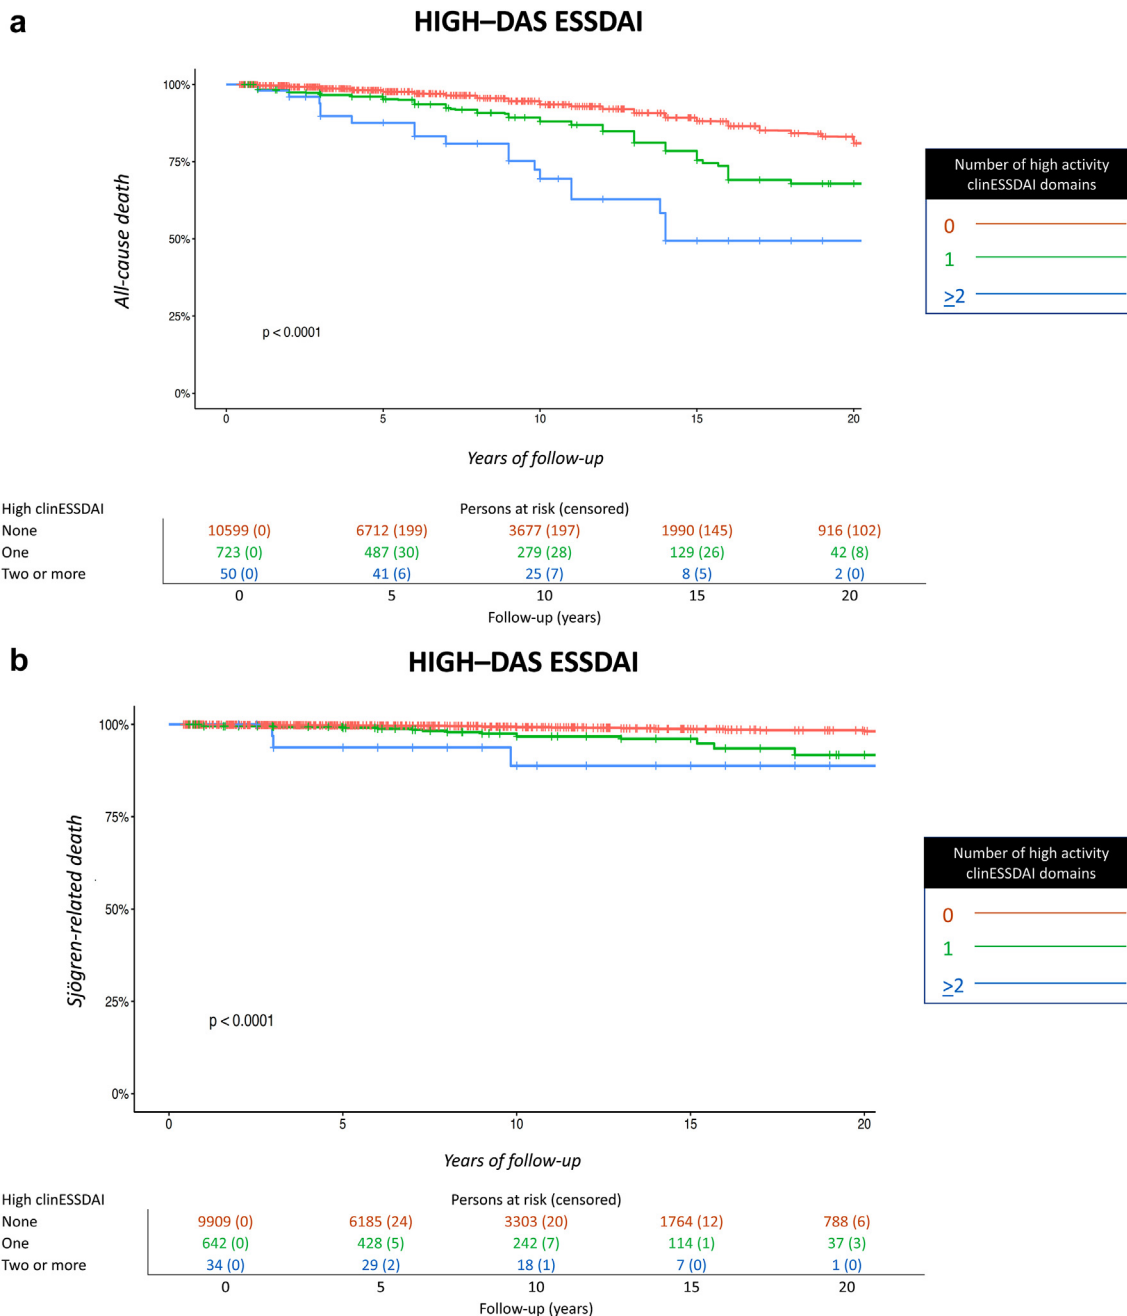 a
HIGH–DAS ESSDAI
100%
75%
50%
25%
0%
All-cause death
p < 0.0001
0 5 10 15 20
Years of follow-up
Number of high activity
clinESSDAI domains
0
1
≥2
High clinESSDAI Persons at risk (censored)
None 10599 (0) 6712 (199) 3677 (197) 1990 (145) 916 (102)
One 723 (0) 487 (30) 279 (28) 129 (26) 42 (8)
Two or more 50 (0) 41 (6) 25 (7) 8 (5) 2 (0)
0 5 10 15 20
Follow-up (years)
b
HIGH–DAS ESSDAI
100%
75%
50%
25%
0%
Sjögren-related death
p < 0.0001
0 5 10 15 20
Years of follow-up
Number of high activity
clinESSDAI domains
0
1
≥2
High clinESSDAI Persons at risk (censored)
None 9909 (0) 6185 (24) 3303 (20) 1764 (12) 788 (6)
One 642 (0) 428 (5) 242 (7) 114 (1) 37 (3)
Two or more 34 (0) 29 (2) 18 (1) 7 (0) 1 (0)
0 5 10 15 20
Follow-up (years)